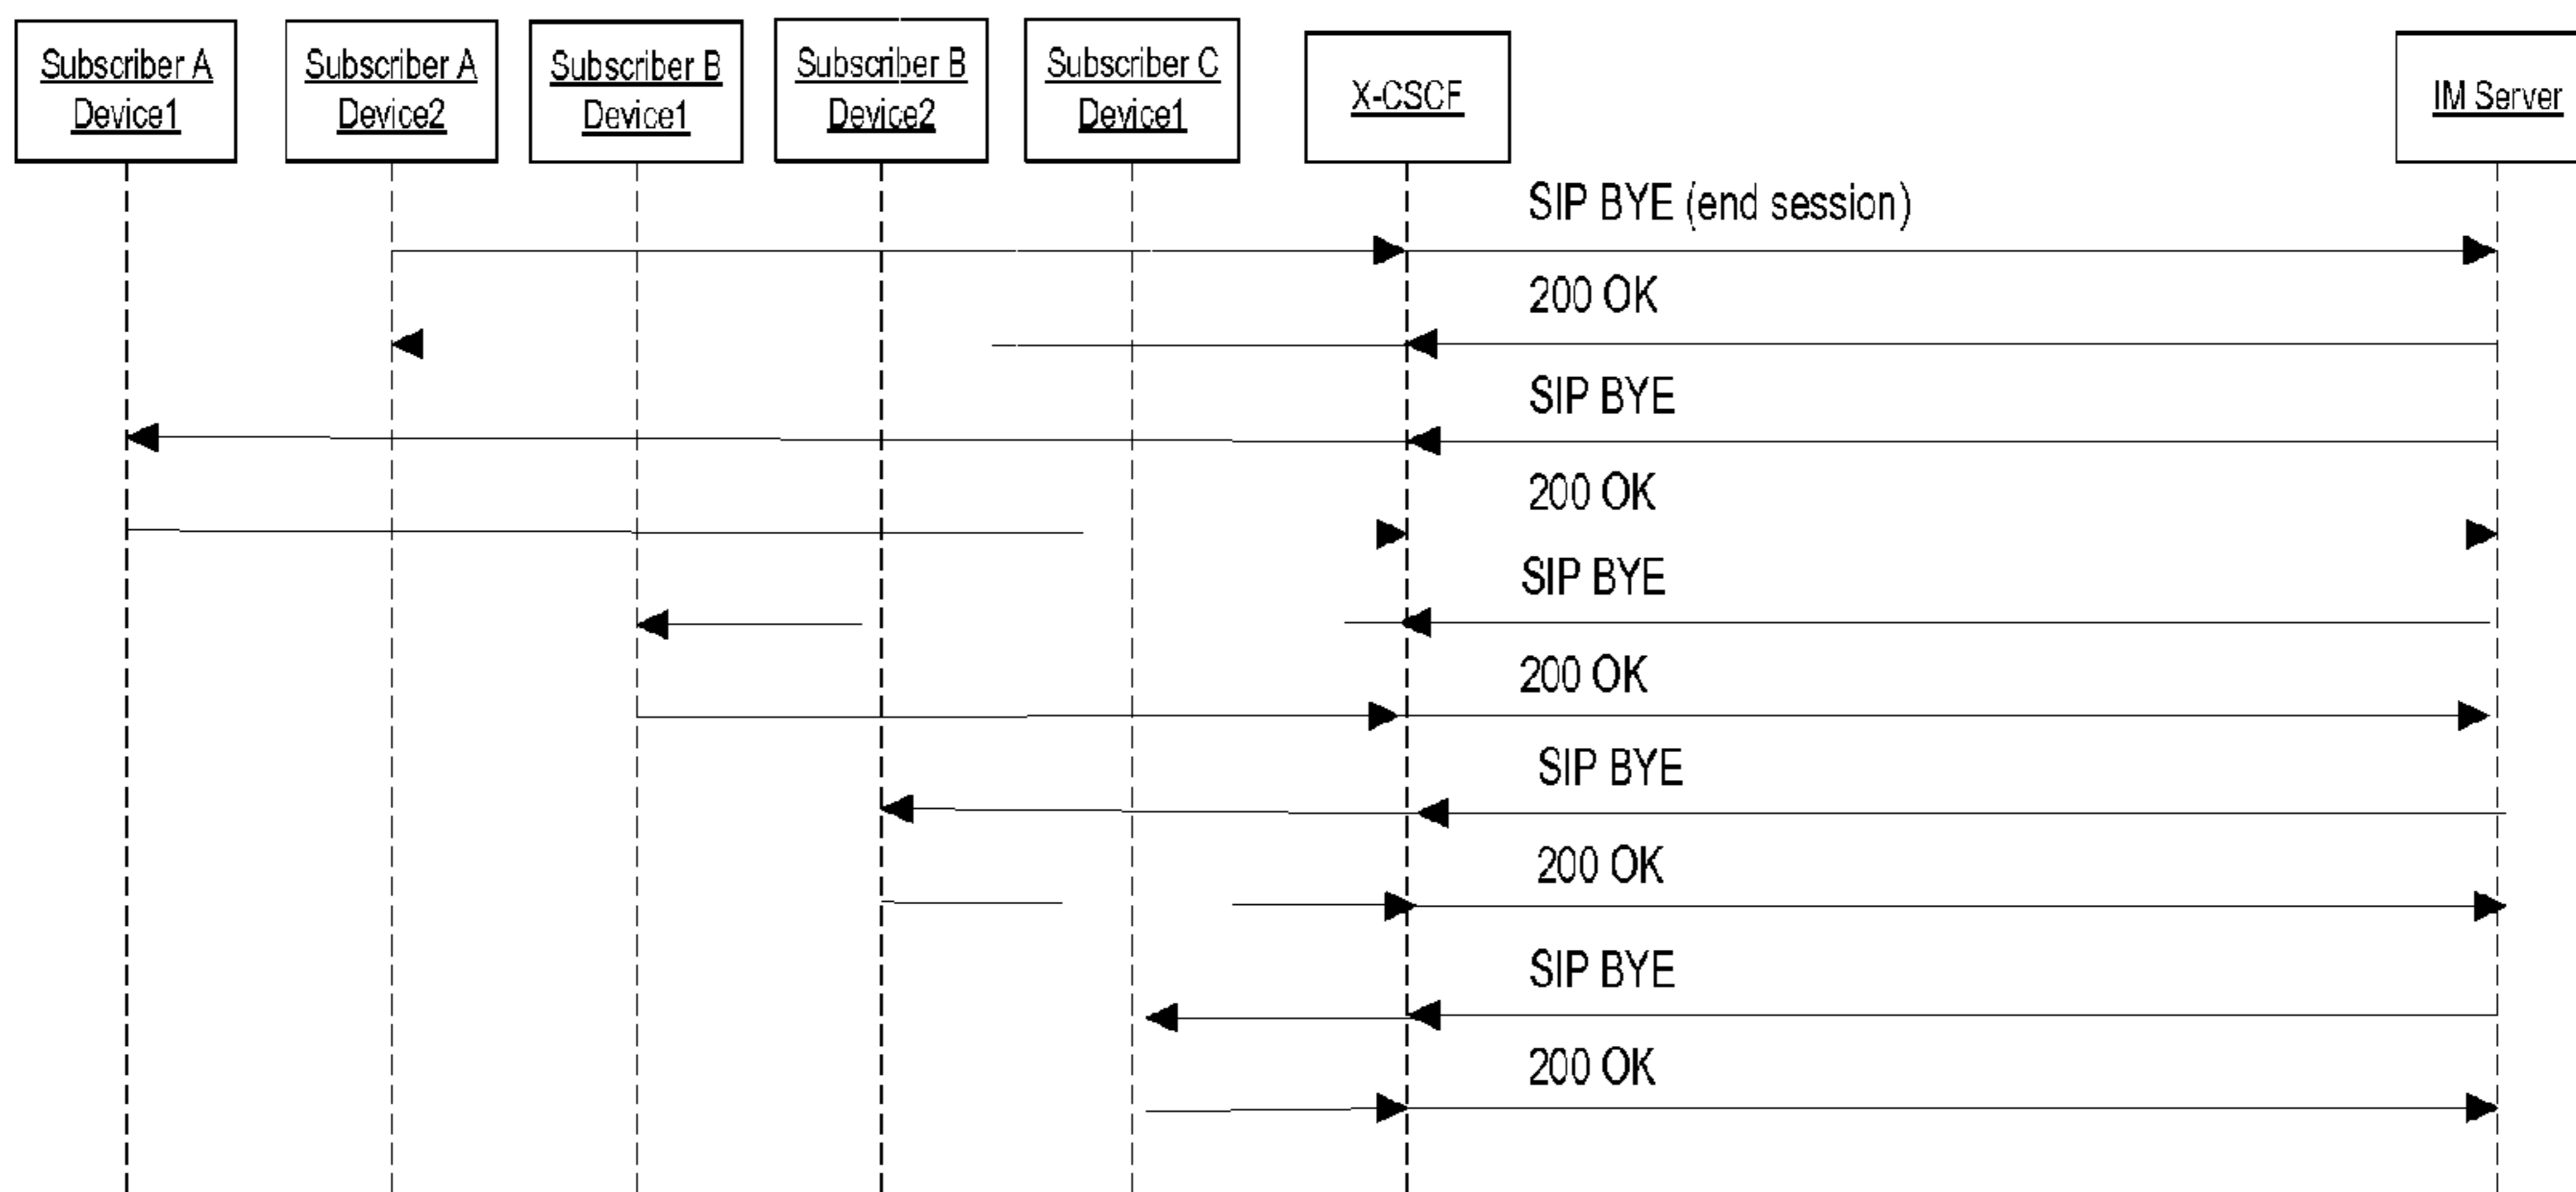 Subscriber A
Device1
Subscriber A
Device2
Subscriber B
Device1
Subscriber B
Device2
Subscriber C
Device1
X-CSCF
IM Server
SIP BYE (end session)
200 OK
SIP BYE
200 OK
SIP BYE
200 OK
SIP BYE
200 OK
SIP BYE
200 OK